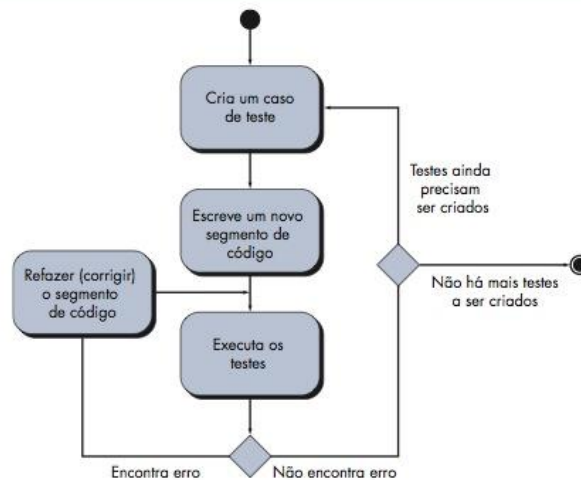 Cria um caso
de teste
Testes ainda
precisam
ser criados
Escreve um novo
segmento de
código
Refazer (corrigir)
o segmento
de código
Não há mais testes
a ser criados
Executa os
testes
Encontra erro
Não encontra erro